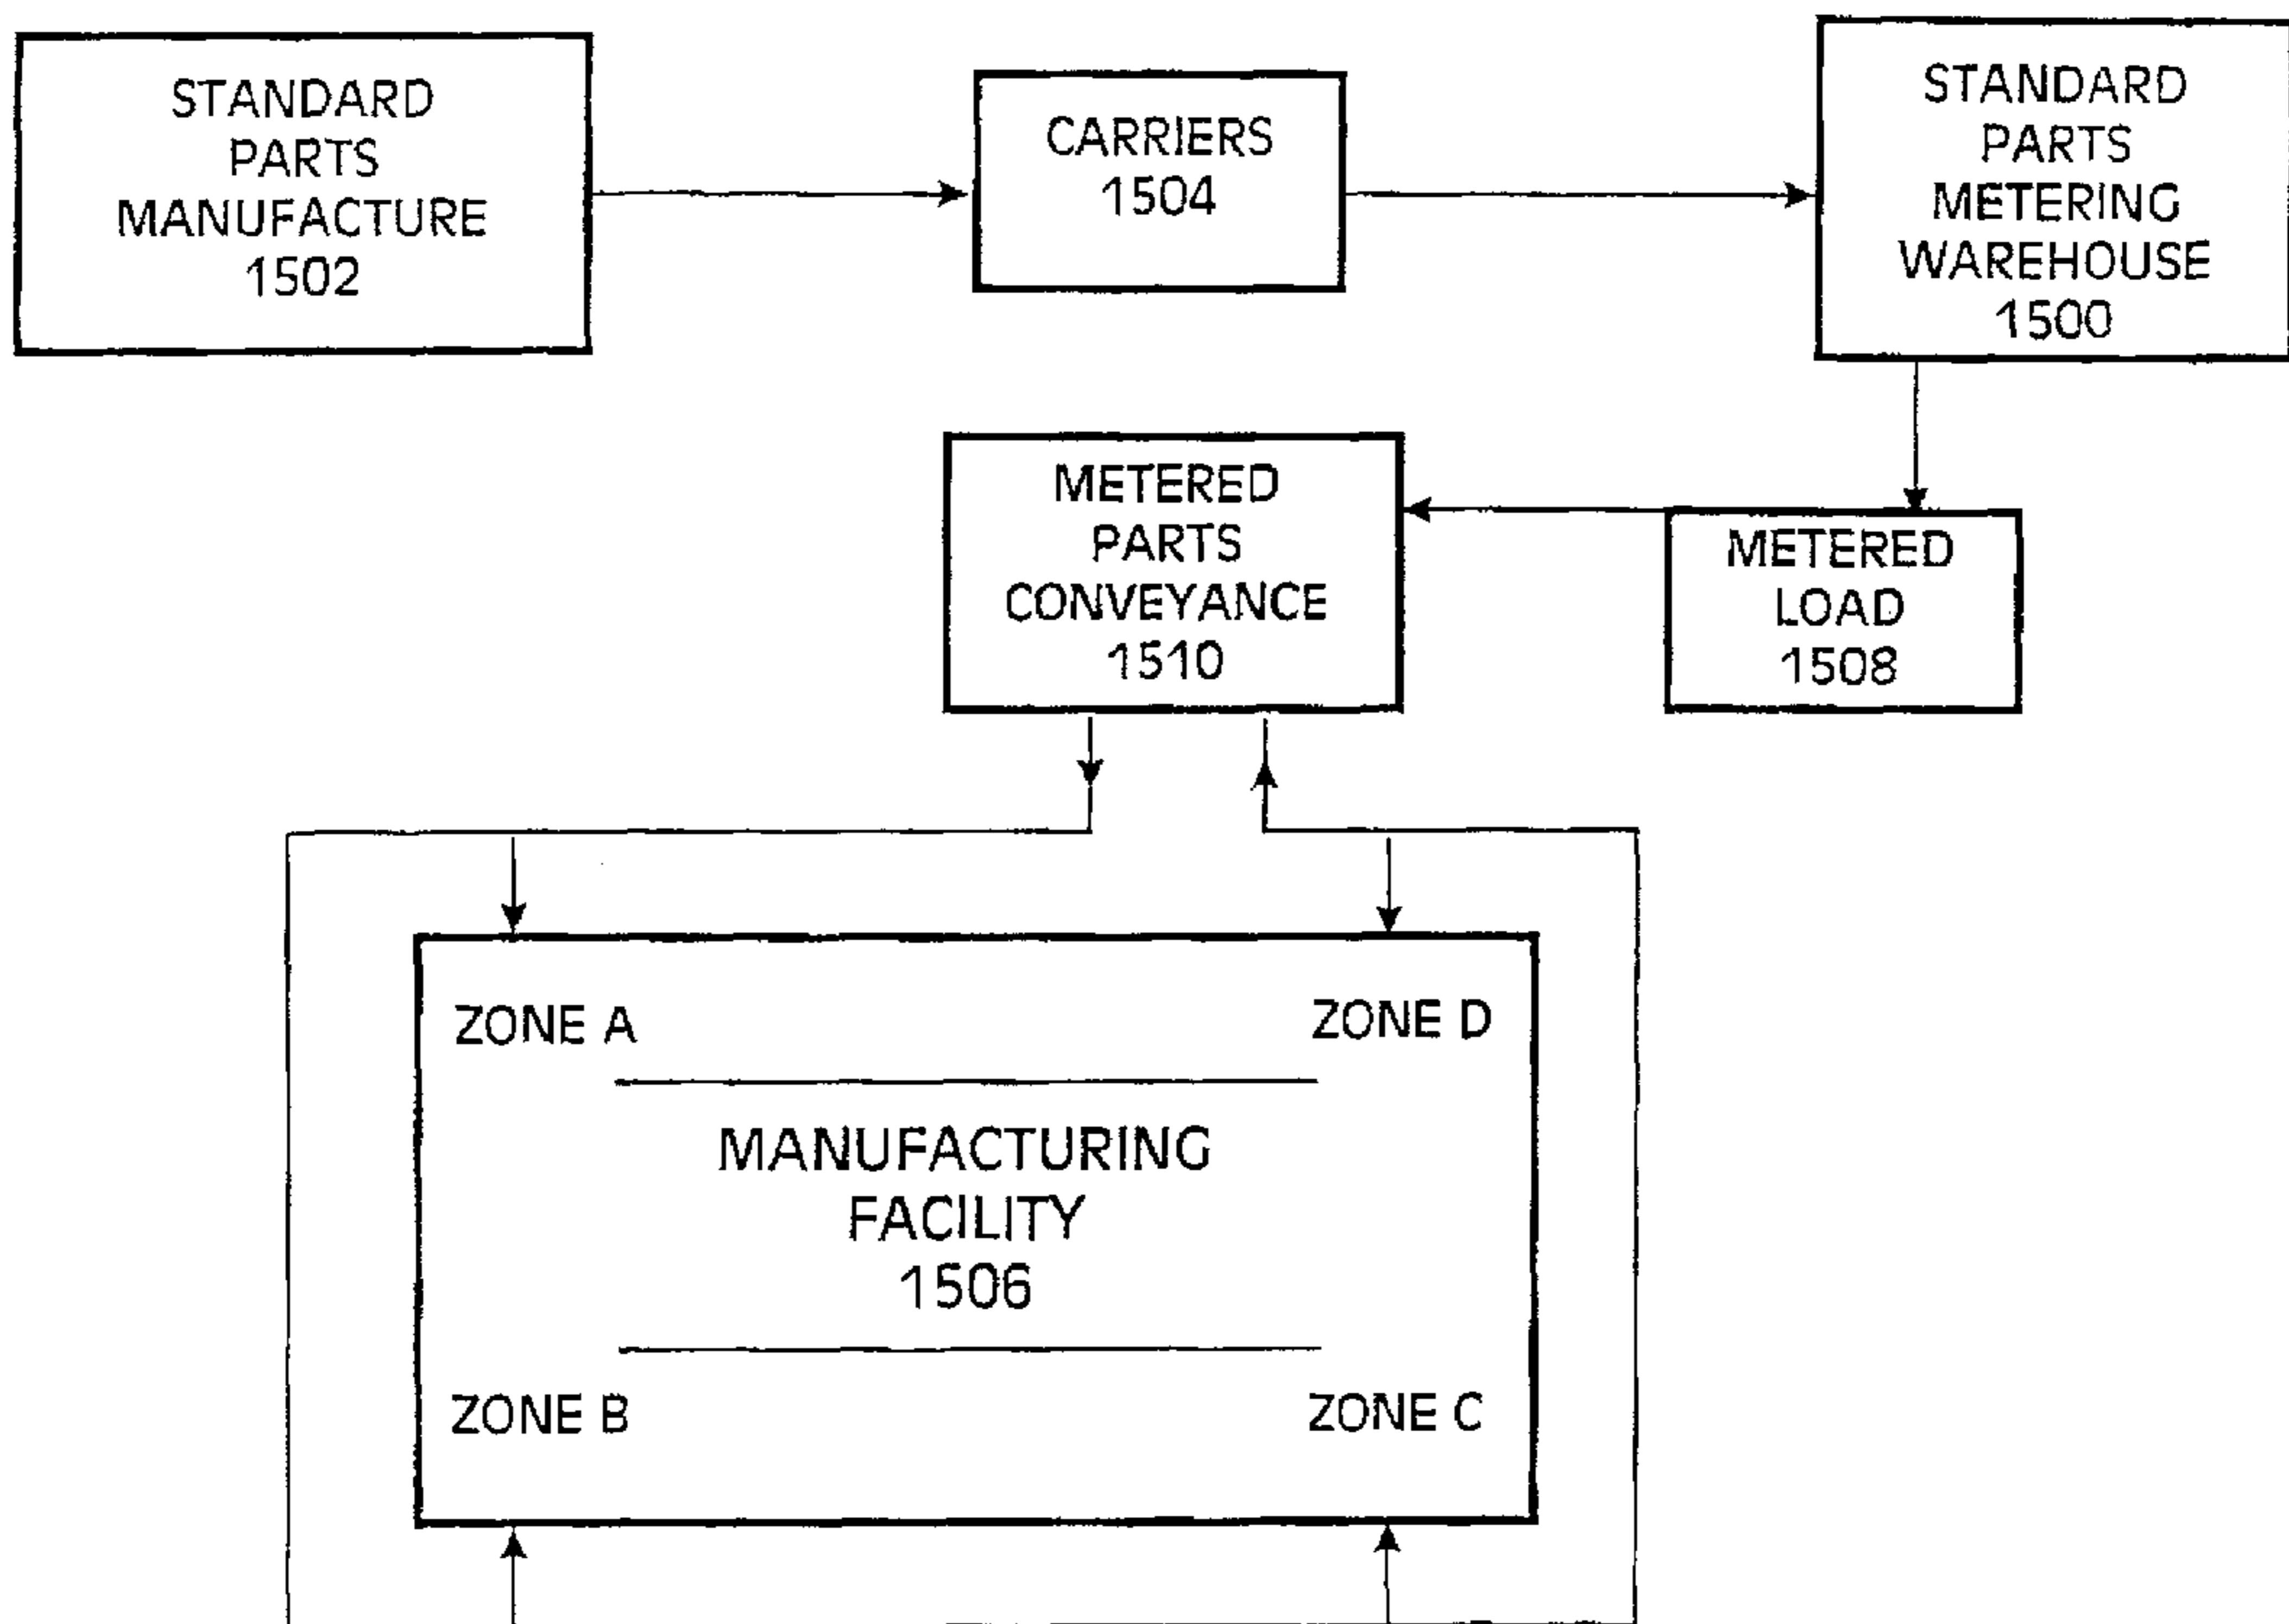 STANDARD
PARTS
MANUFACTURE
1502
CARRIERS
1504
STANDARD
PARTS
METERING
WAREHOUSE
1500
METERED
PARTS
CONVEYANCE
1510
METERED
LOAD
1508
ZONE A
ZONE D
MANUFACTURING
FACILITY
1506
ZONE B
ZONE C